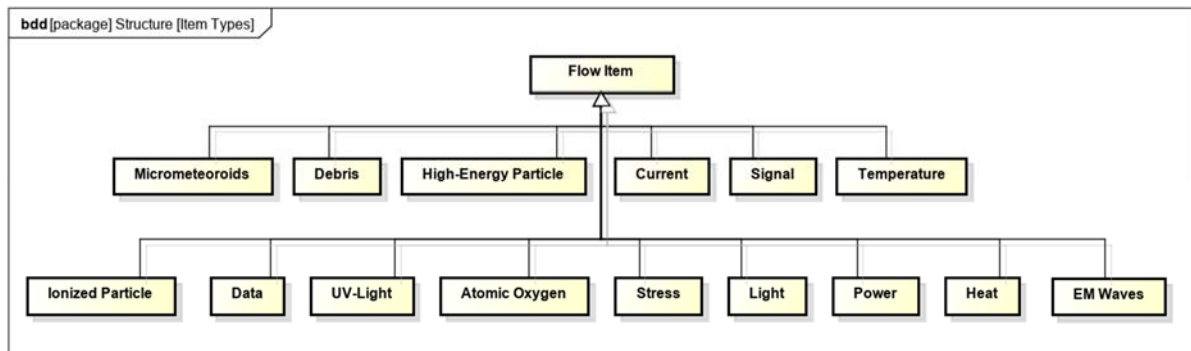 bdd [package] Structure [Item Types]
Flow Item
Micrometeoroids
Debris
High-Energy Particle
Current
Signal
Temperature
Ionized Particle
Data
UV-Light
Atomic Oxygen
Stress
Light
Power
Heat
EM Waves